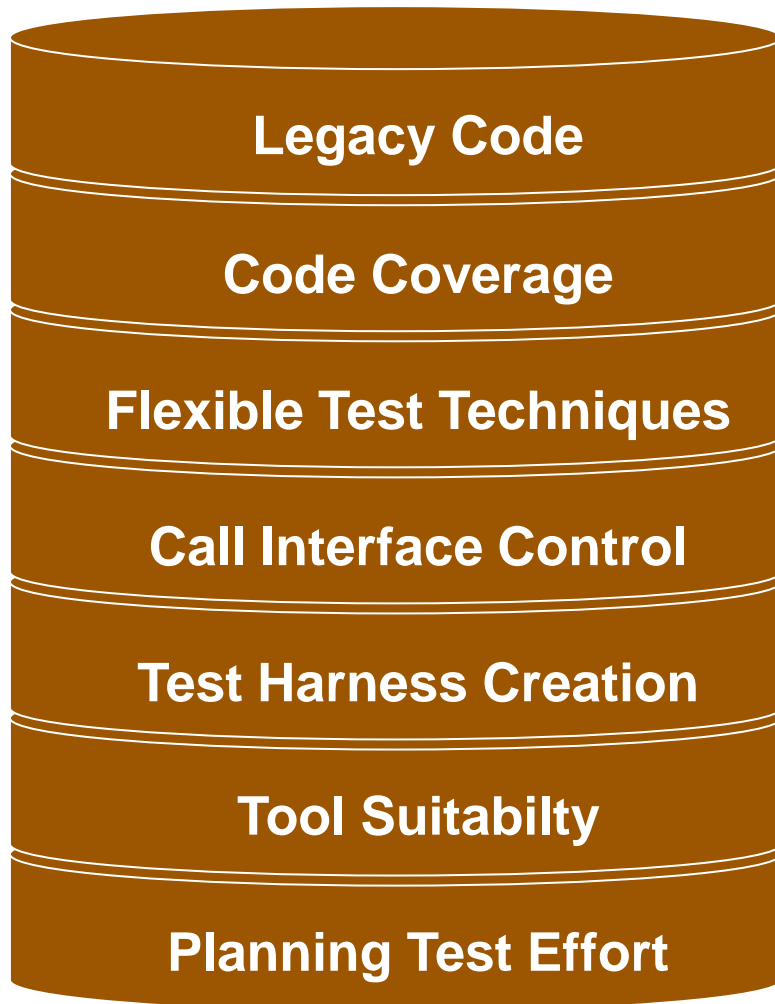 Legacy Code
Code Coverage
Flexible Test Techniques
Call Interface Control
Test Harness Creation
Tool Suitabilty
Planning Test Effort